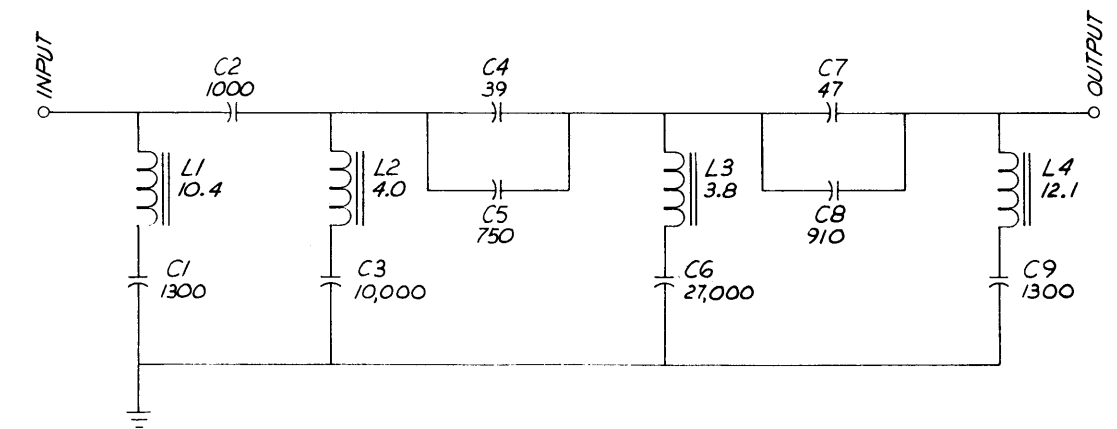 INPUT
C2
1000
C4
39
C7
47
OUTPUT
L1
10.4
L2
4.0
C5
750
L3
3.8
C8
910
L4
12.1
C1
1300
C3
10,000
C6
27,000
C9
1300